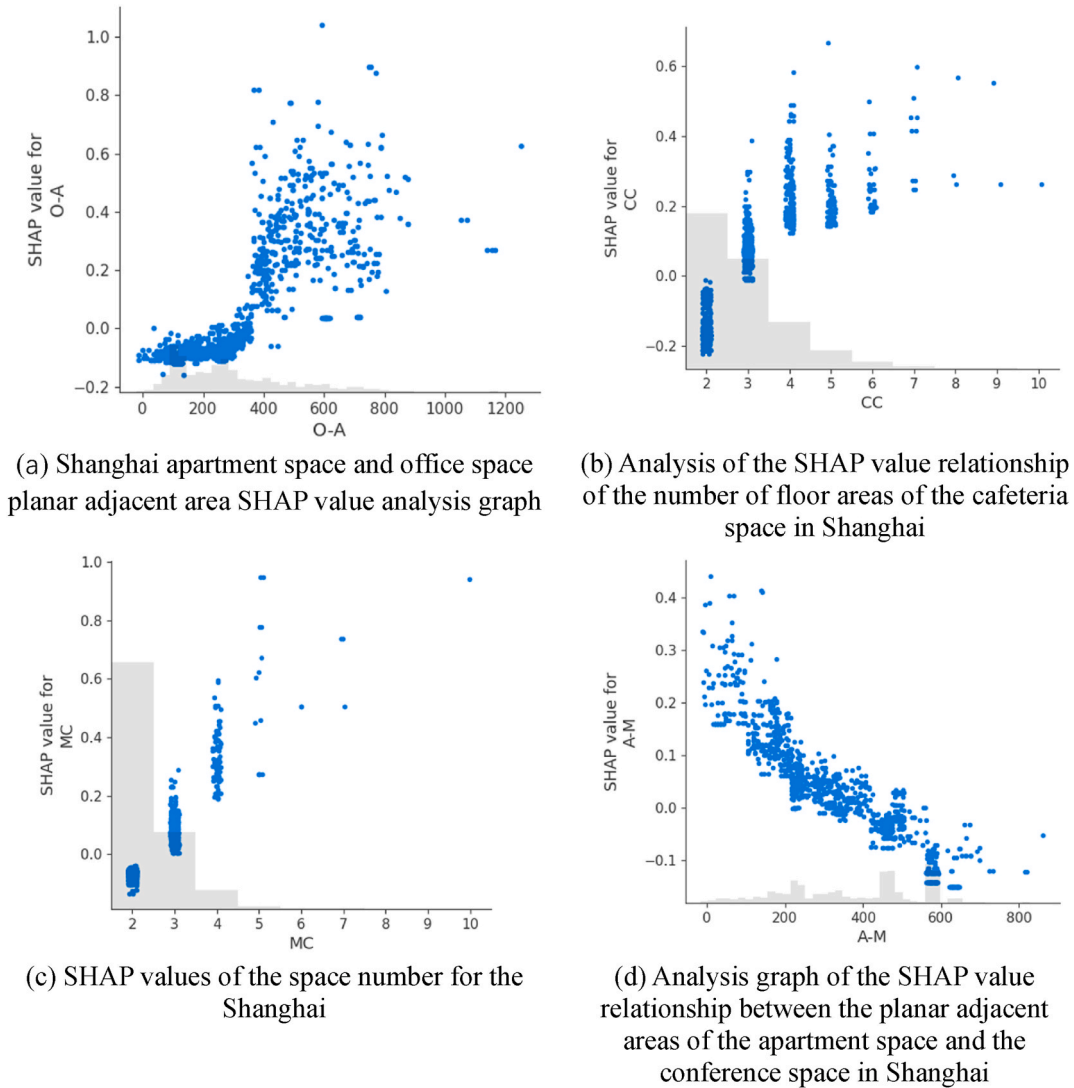 1.0
0.8
0.6
0.4
0.2
0.0
−0.2
SHAP value for
O-A
0 200 400 600 800 1000 1200
O-A
(a) Shanghai apartment space and office space
planar adjacent area SHAP value analysis graph
0.6
0.4
0.2
0.0
−0.2
SHAP value for
CC
2 3 4 5 6 7 8 9 10
CC
(b) Analysis of the SHAP value relationship
of the number of floor areas of the cafeteria
space in Shanghai
1.0
0.8
0.6
0.4
0.2
0.0
SHAP value for
MC
2 3 4 5 6 7 8 9 10
MC
(c) SHAP values of the space number for the
Shanghai
0.4
0.3
0.2
0.1
0.0
−0.1
SHAP value for
A-M
0 200 400 600 800
A-M
(d) Analysis graph of the SHAP value
relationship between the planar adjacent
areas of the apartment space and the
conference space in Shanghai